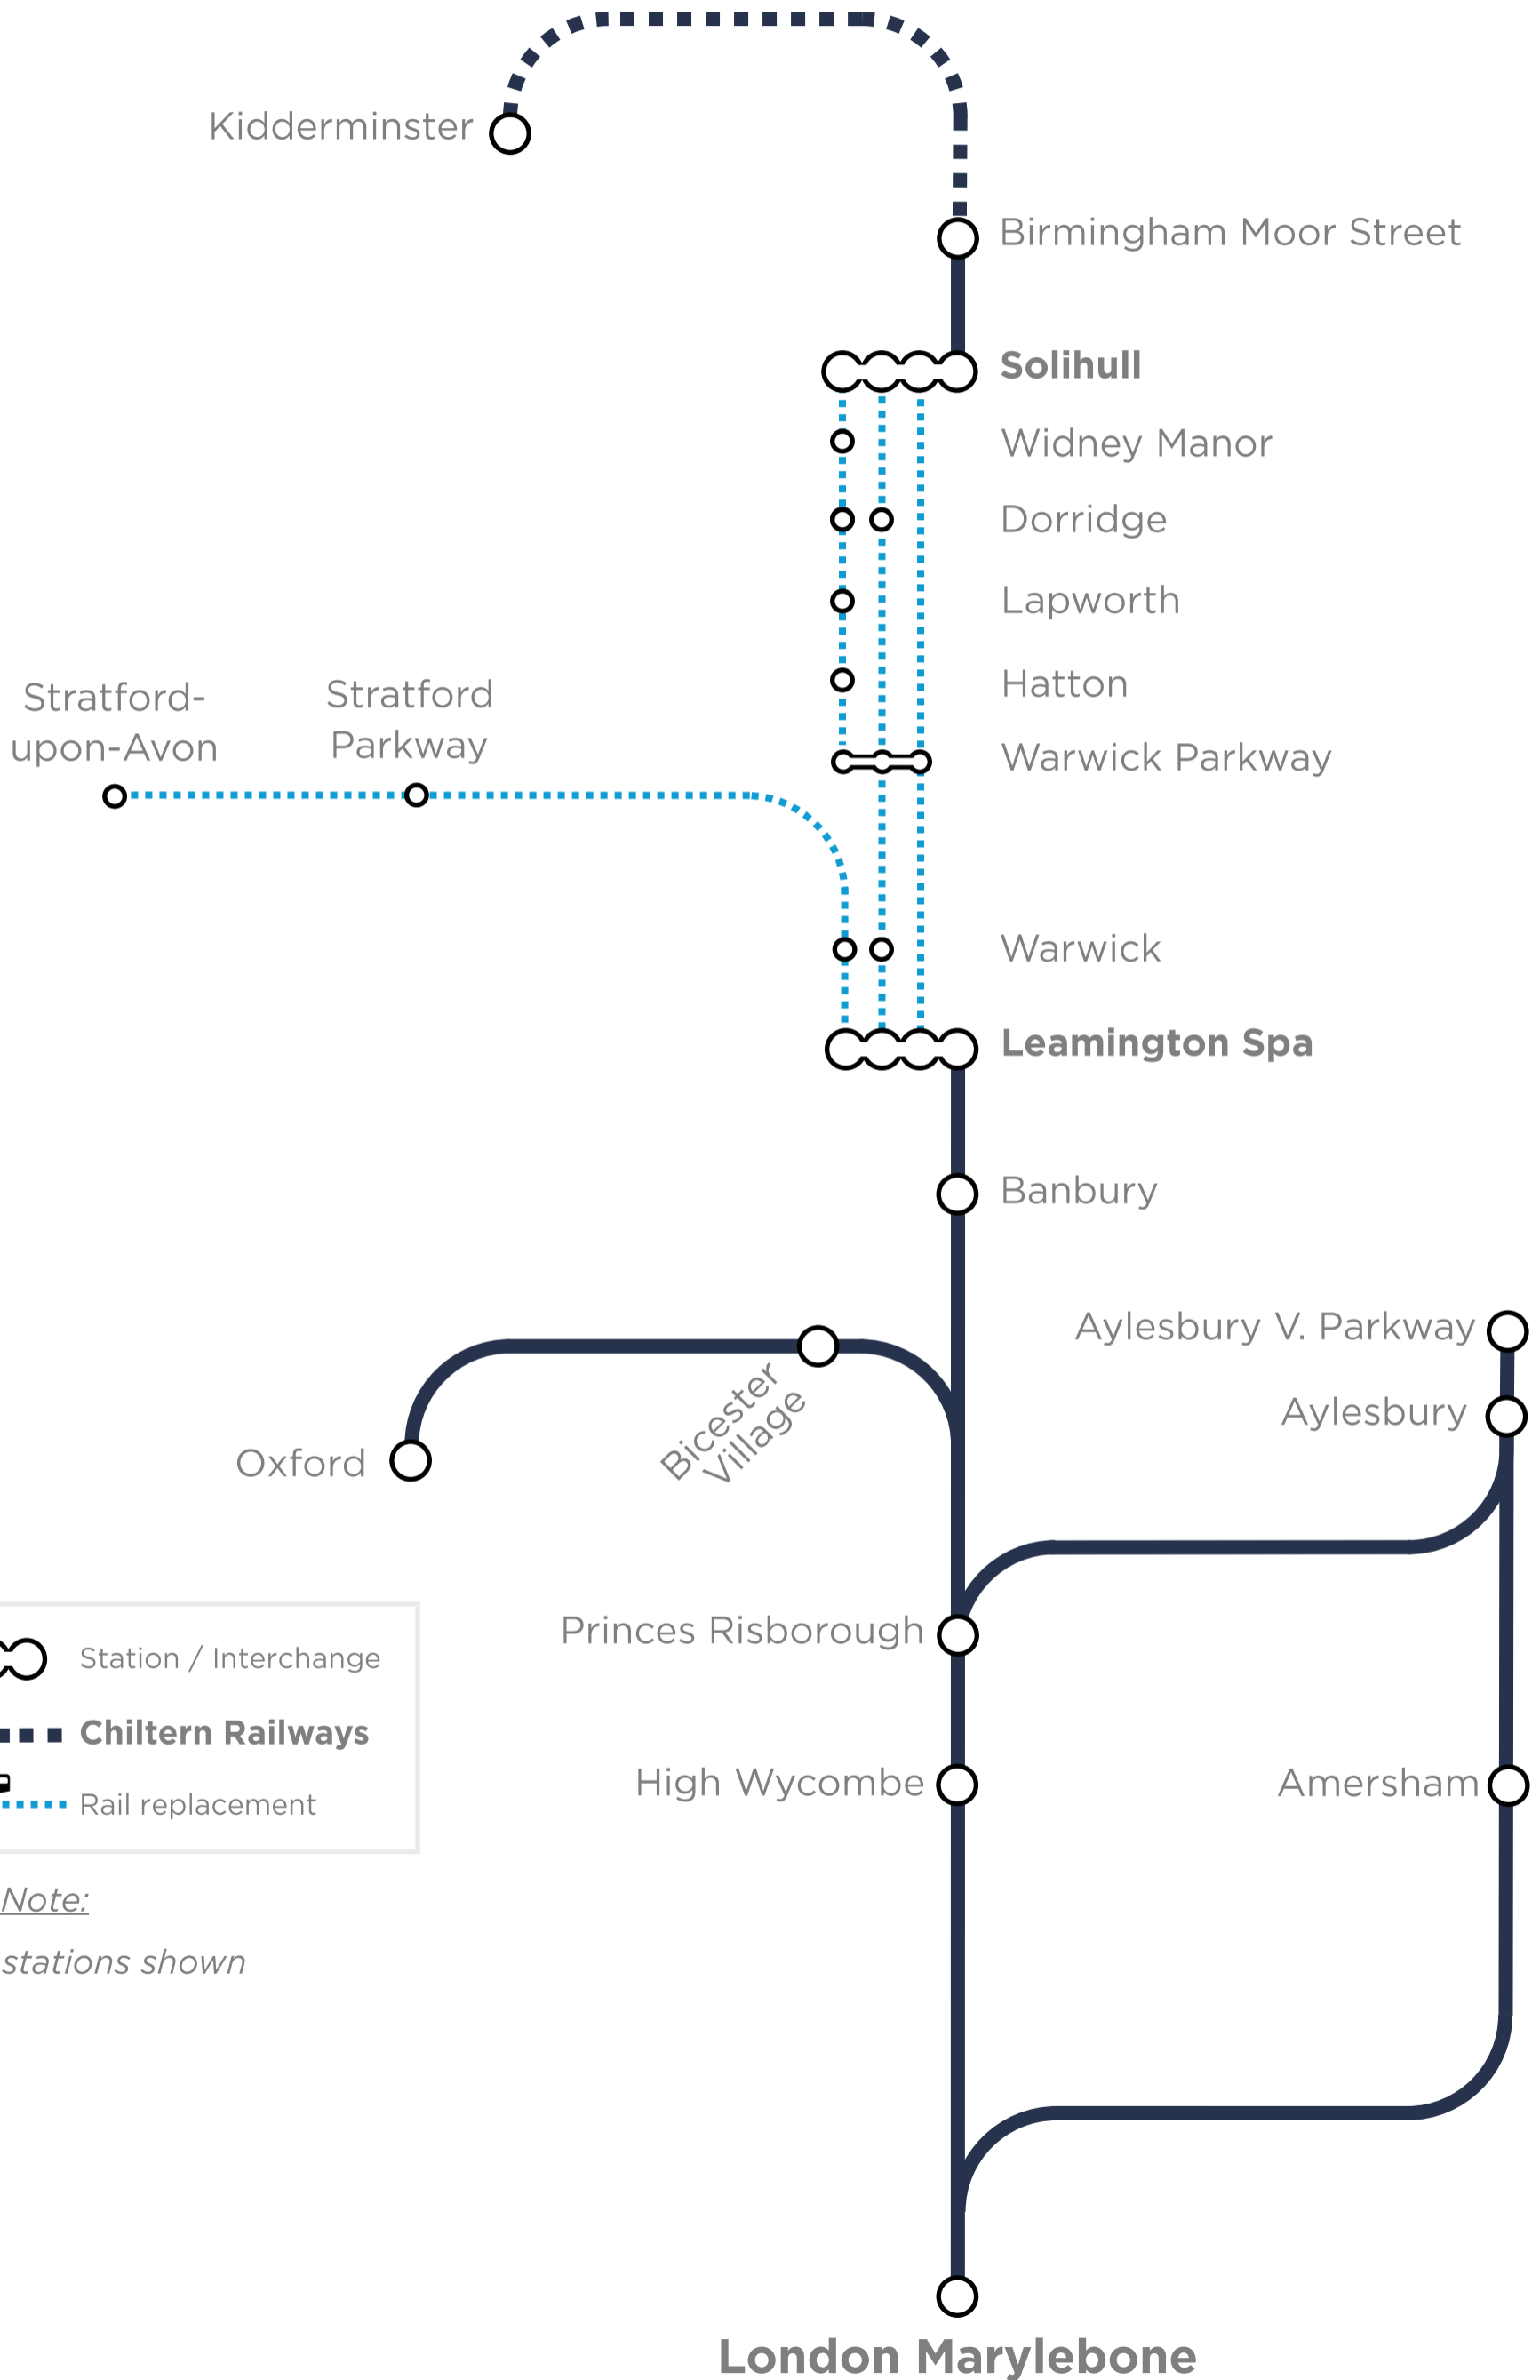 Kidderminster
Birmingham Moor Street
Solihull
Widney Manor
Dorridge
Lapworth
Hatton
Stratford-
upon-Avon
Stratford
Parkway
Warwick Parkway
Warwick
Leamington Spa
Banbury
Aylesbury V. Parkway
Aylesbury
Bicester
Village
Oxford
Princes Risborough
Station / Interchange
Chiltern Railways
High Wycombe
Amersham
Rail replacement
Note:
stations shown
London Marylebone